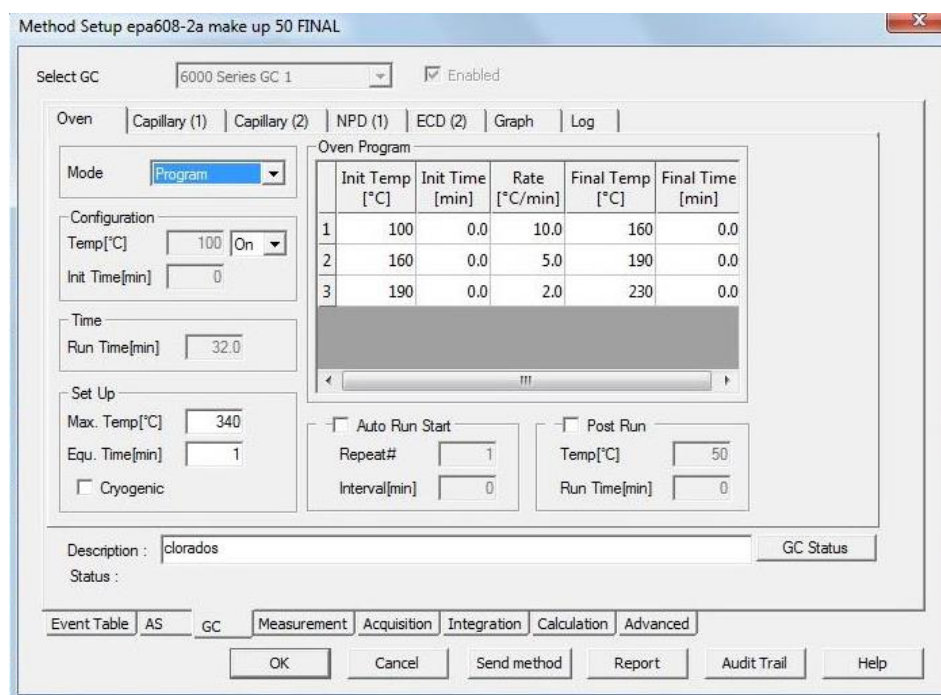 Method Setup epa608-2a make up 50 FINAL
x
Select GC 6000 Series GC 1 Enabled
Oven Capillary (1) Capillary (2) NPD (1) ECD (2) Graph Log
Mode Program
Configuration
Temp[°C] 100 On
Init Time[min] 0
Time
Run Time[min] 32.0
Set Up
Max. Temp[°C] 340
Equ. Time[min] 1
Cryogenic
Oven Program
Init Temp [°C] Init Time [min] Rate [°C/min] Final Temp [°C] Final Time [min]
1 100 0.0 10.0 160 0.0
2 160 0.0 5.0 190 0.0
3 190 0.0 2.0 230 0.0
Auto Run Start
Repeat# 1
Interval[min] 0
Post Run
Temp[°C] 50
Run Time[min] 0
Description : clorados GC Status
Status :
Event Table AS GC Measurement Acquisition Integration Calculation Advanced
OK Cancel Send method Report Audit Trail Help